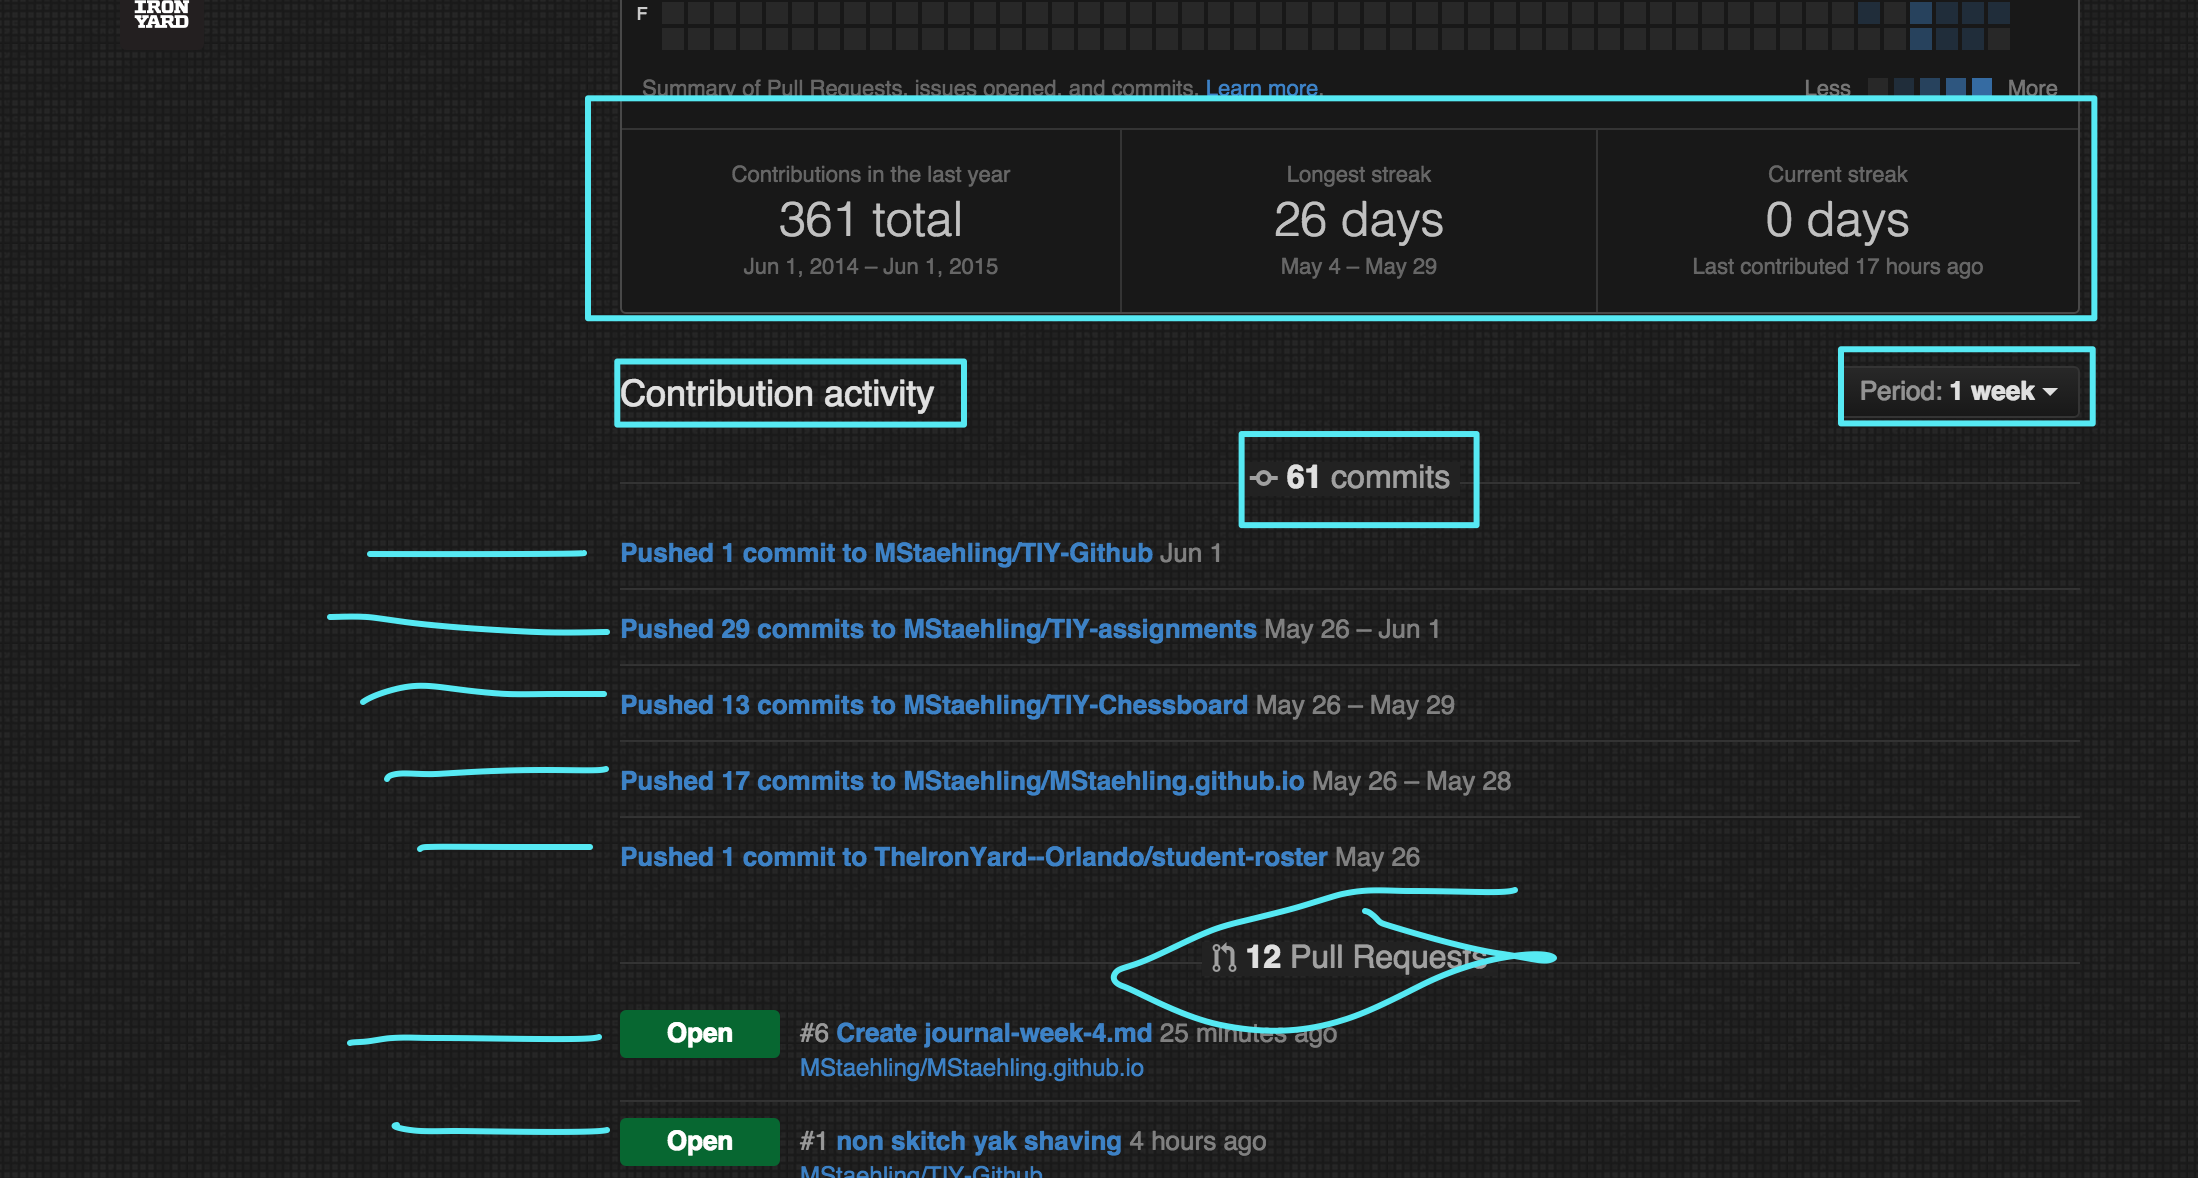 IRON
YARD
F
Summary of Pull Requests, issues opened, and commits. Learn more.
Less More
Contributions in the last year
361 total
Jun 1, 2014 – Jun 1, 2015
Longest streak
26 days
May 4 – May 29
Current streak
0 days
Last contributed 17 hours ago
Contribution activity
Period: 1 week
61 commits
Pushed 1 commit to MStaehling/TIY-Github Jun 1
Pushed 29 commits to MStaehling/TIY-assignments May 26 – Jun 1
Pushed 13 commits to MStaehling/TIY-Chessboard May 26 – May 29
Pushed 17 commits to MStaehling/MStaehling.github.io May 26 – May 28
Pushed 1 commit to TheIronYard--Orlando/student-roster May 26
12 Pull Requests
Open #6 Create journal-week-4.md 25 minutes ago
MStaehling/MStaehling.github.io
Open #1 non skitch yak shaving 4 hours ago
MStaehling/TIY-Github